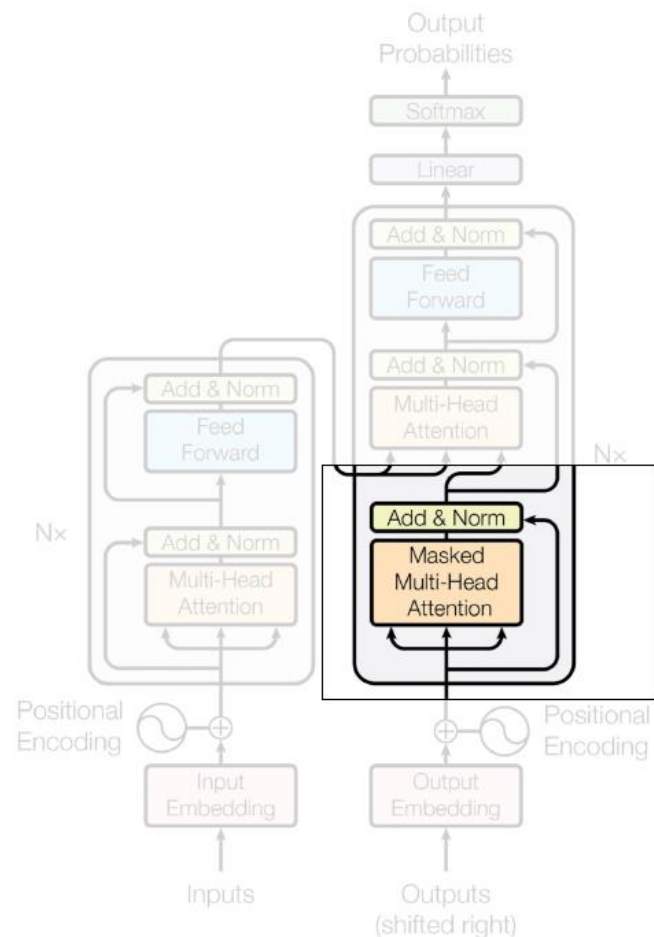 Output
Probabilities
Softmax
Linear
Add & Norm
Feed
Forward
Add & Norm
Multi-Head
Attention
Nx
Add & Norm
Masked
Multi-Head
Attention
Add & Norm
Feed
Forward
Nx
Add & Norm
Multi-Head
Attention
Positional
Encoding
Positional
Encoding
Input
Embedding
Output
Embedding
Inputs
Outputs
(shifted right)